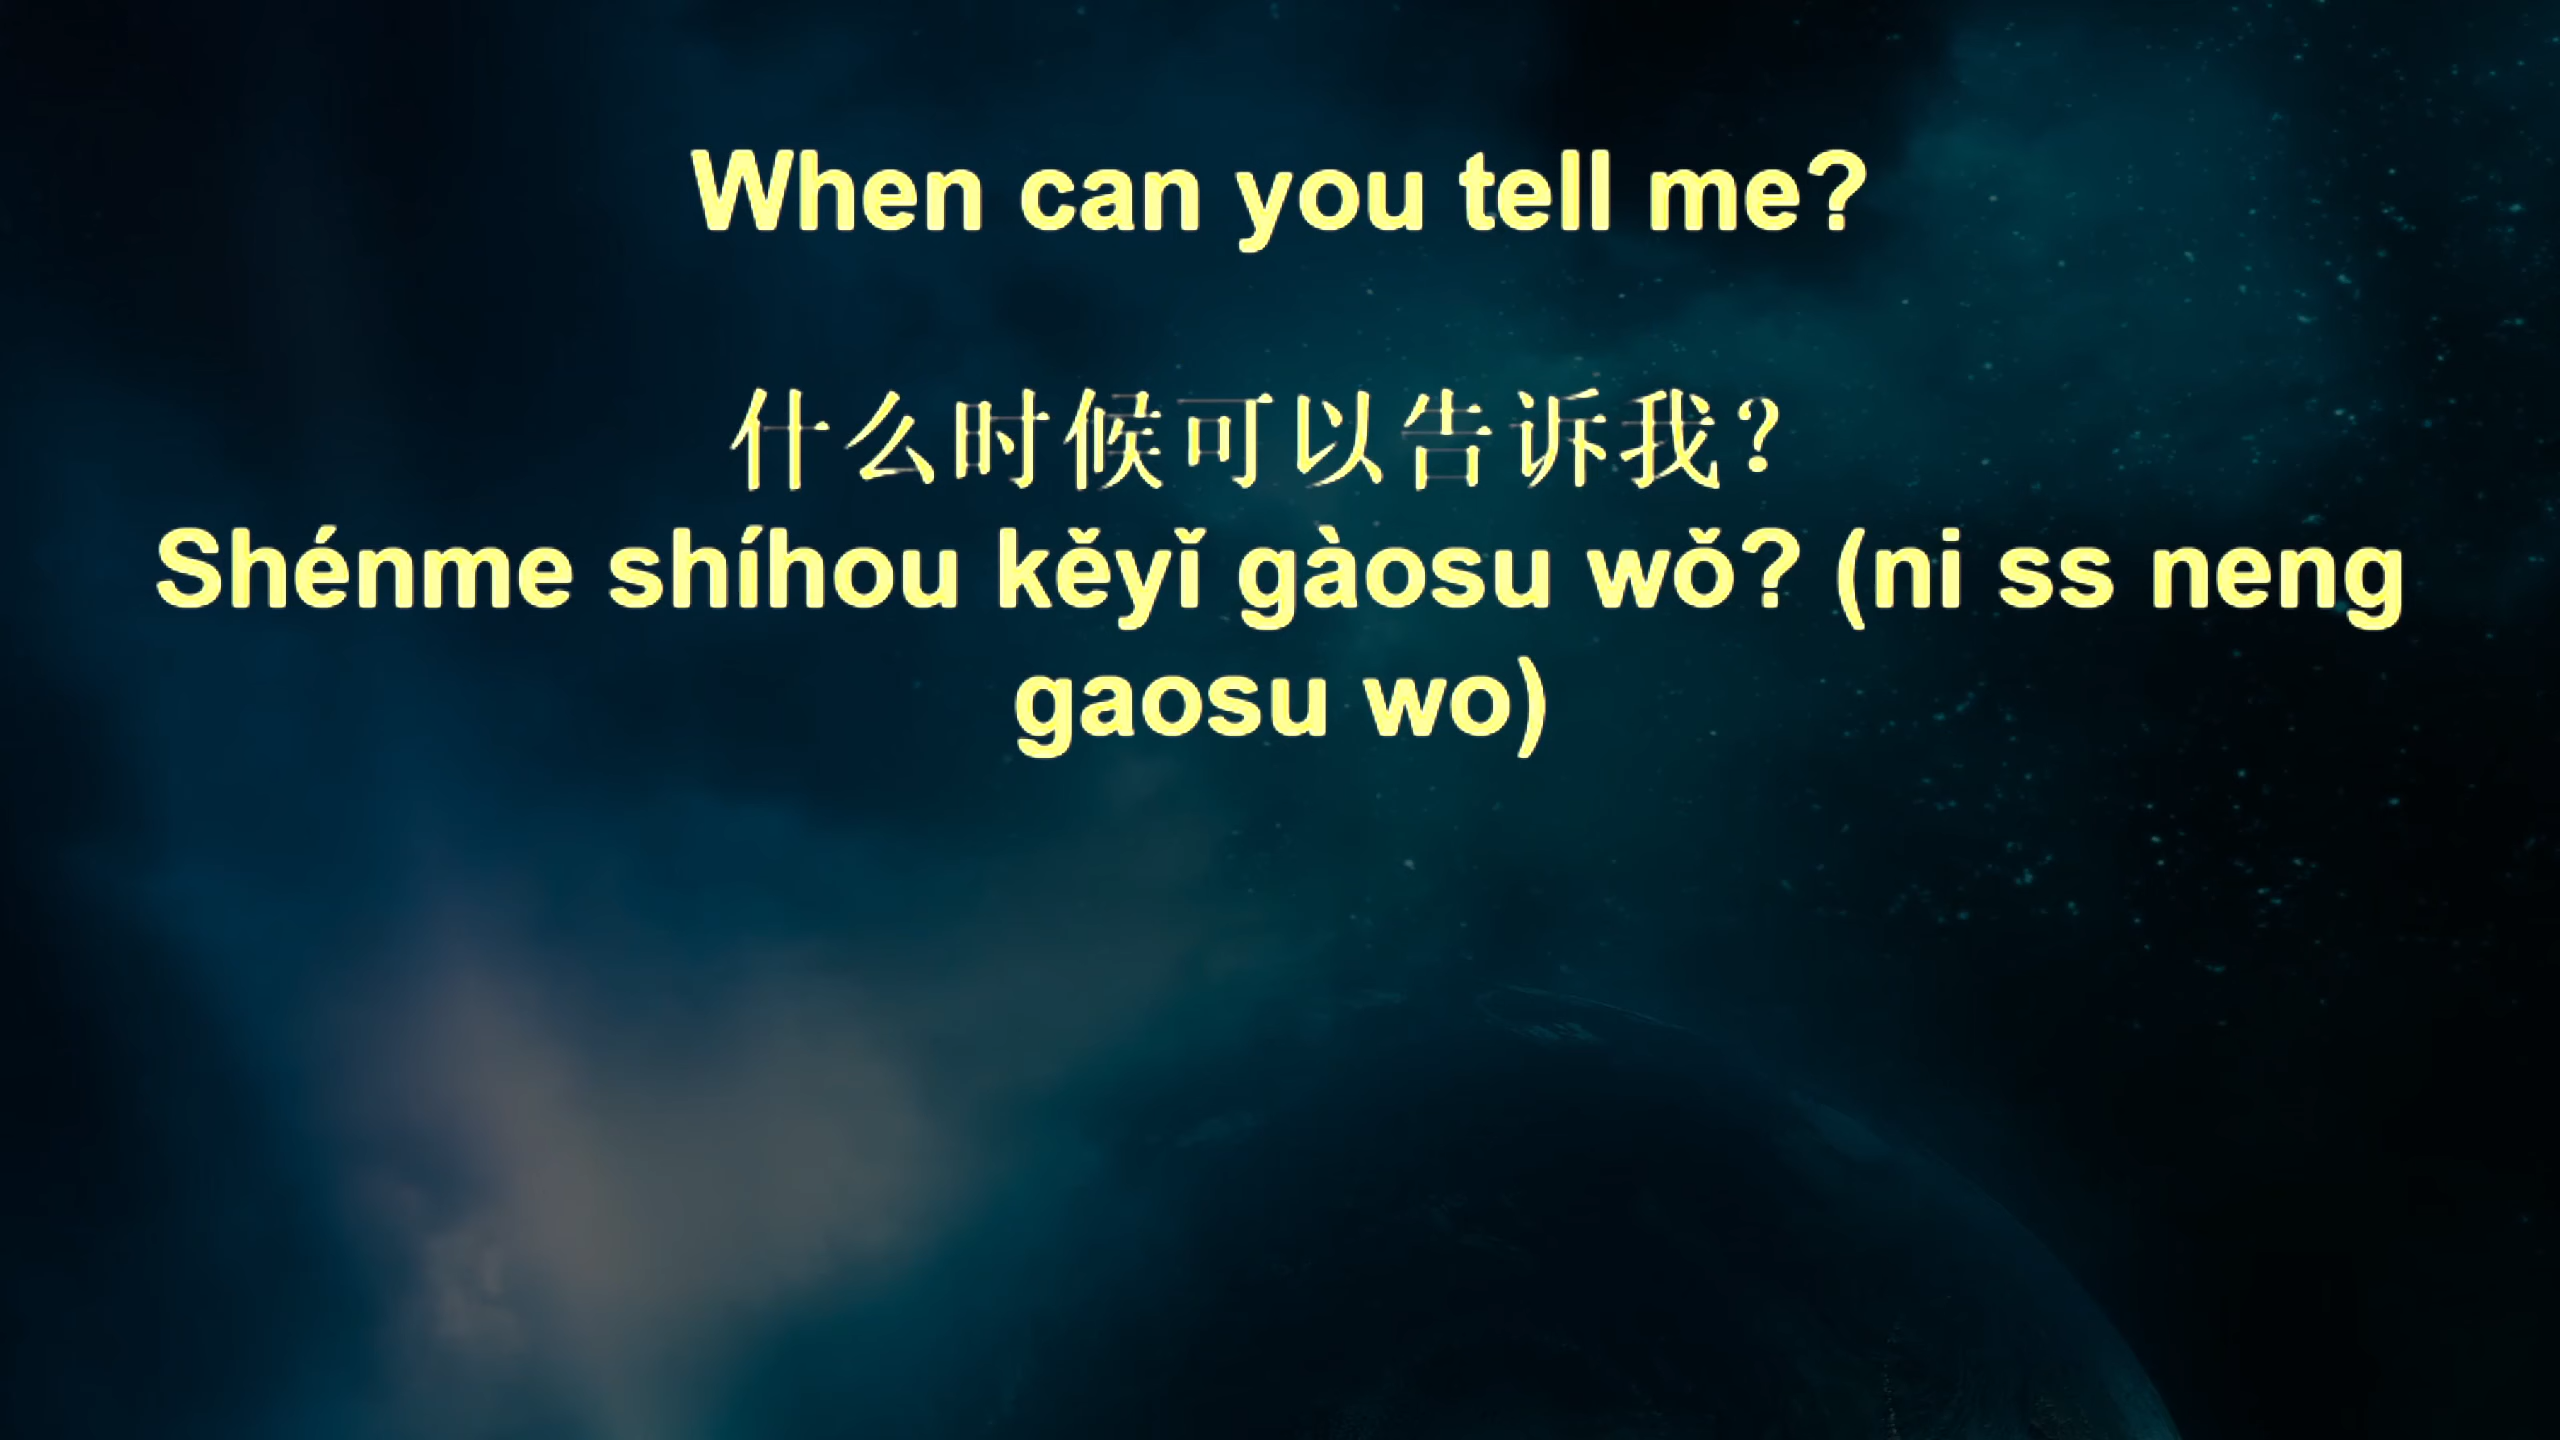 When can you tell me?
什么时候可以告诉我?
Shénme shíhou kěyǐ gàosu wǒ? (ni ss neng
gaosu wo)